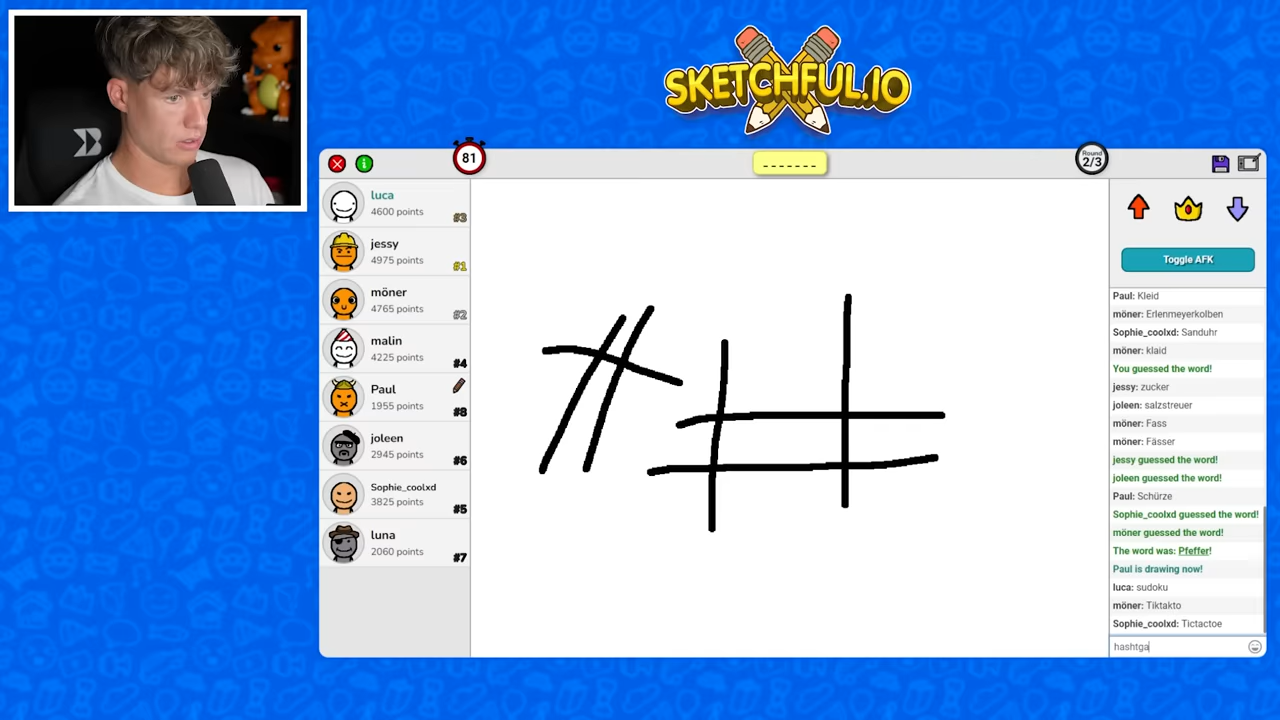 SKETCHFUL.IO
81
_ _ _ _ _ _ _
Round
2/3
luca
4600 points
#3
jessy
4975 points
#1
möner
4765 points
#2
malin
4225 points
#4
Paul
1955 points
#8
joleen
2945 points
#6
Sophie_coolxd
3825 points
#5
luna
2060 points
#7
Toggle AFK
Paul: Kleid
möner: Erlenmeyerkolben
Sophie_coolxd: Sanduhr
möner: klaid
You guessed the word!
jessy: zucker
joleen: salzstreuer
möner: Fass
möner: Fässer
jessy guessed the word!
joleen guessed the word!
Paul: Schürze
Sophie_coolxd guessed the word!
möner guessed the word!
The word was: Pfeffer!
Paul is drawing now!
luca: sudoku
möner: Tiktakto
Sophie_coolxd: Tictactoe
hashtga